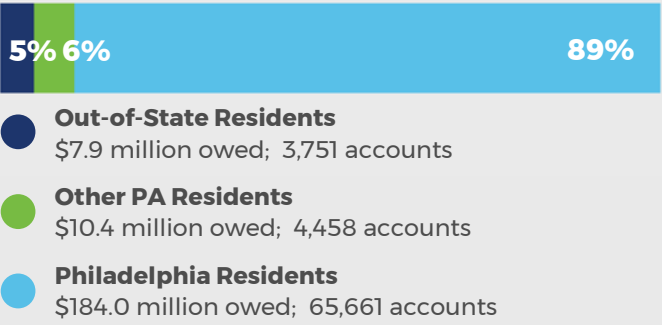 5% 6% 89%
Out-of-State Residents
$7.9 million owed; 3,751 accounts
Other PA Residents
$10.4 million owed; 4,458 accounts
Philadelphia Residents
$184.0 million owed; 65,661 accounts